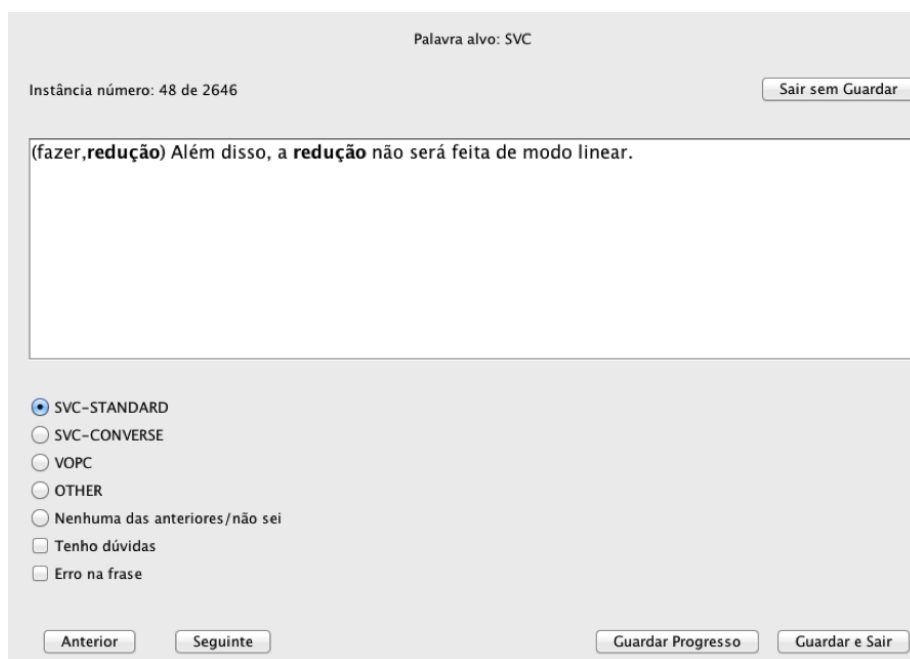 Palavra alvo: SVC
Instância número: 48 de 2646
Sair sem Guardar
(fazer,redução) Além disso, a redução não será feita de modo linear.
SVC-STANDARD
SVC-CONVERSE
VOPC
OTHER
Nenhuma das anteriores/não sei
Tenho dúvidas
Erro na frase
Anterior
Seguinte
Guardar Progresso
Guardar e Sair